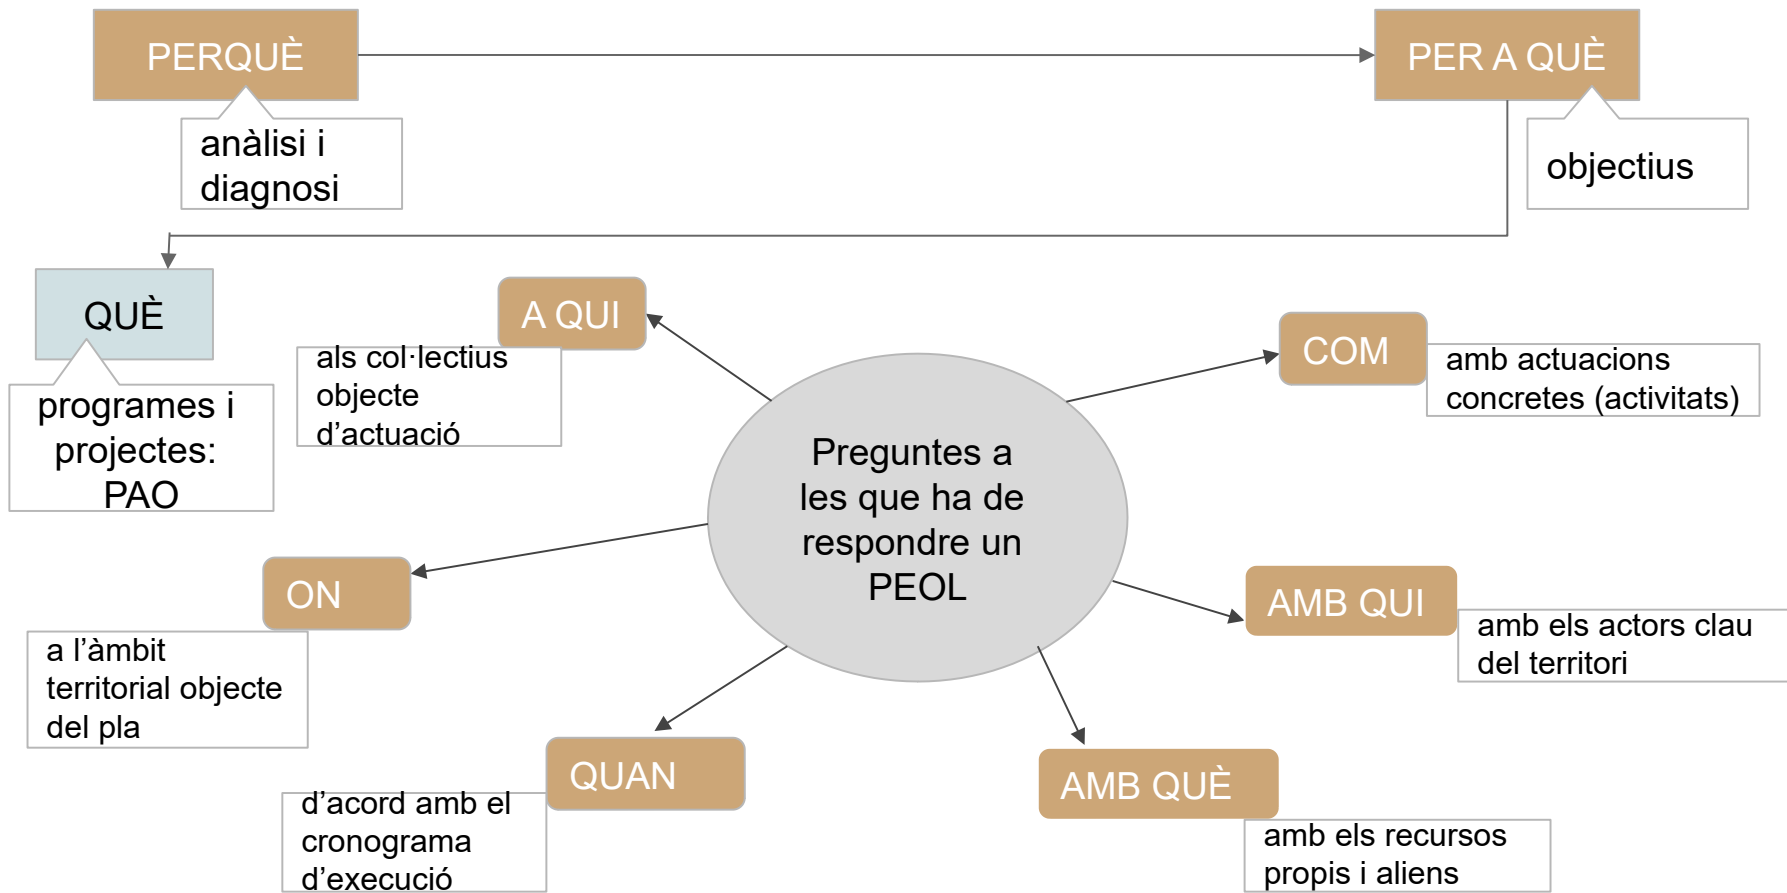 PERQUÈ
PER A QUÈ
anàlisi i
diagnosi
objectius
QUÈ
programes i
projectes:
PAO
A QUI
als col·lectius
objecte
d’actuació
COM
amb actuacions
concretes (activitats)
Preguntes a
les que ha de
respondre un
PEOL
ON
a l’àmbit
territorial objecte
del pla
AMB QUI
amb els actors clau
del territori
QUAN
d’acord amb el
cronograma
d’execució
AMB QUÈ
amb els recursos
propis i aliens